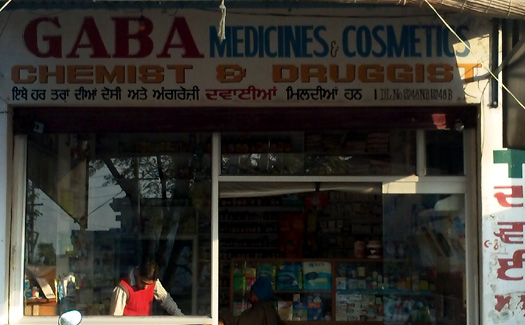 GABA MEDICINES & COSMETICS
CHEMIST & DRUGGIST
ਇਥੇ ਹਰ ਤਰਾਂ ਦੀਆਂ ਦੇਸੀ ਅਤੇ ਅੰਗਰੇਜੀ ਦਵਾਈਆਂ ਮਿਲਦੀਆਂ ਹਨ